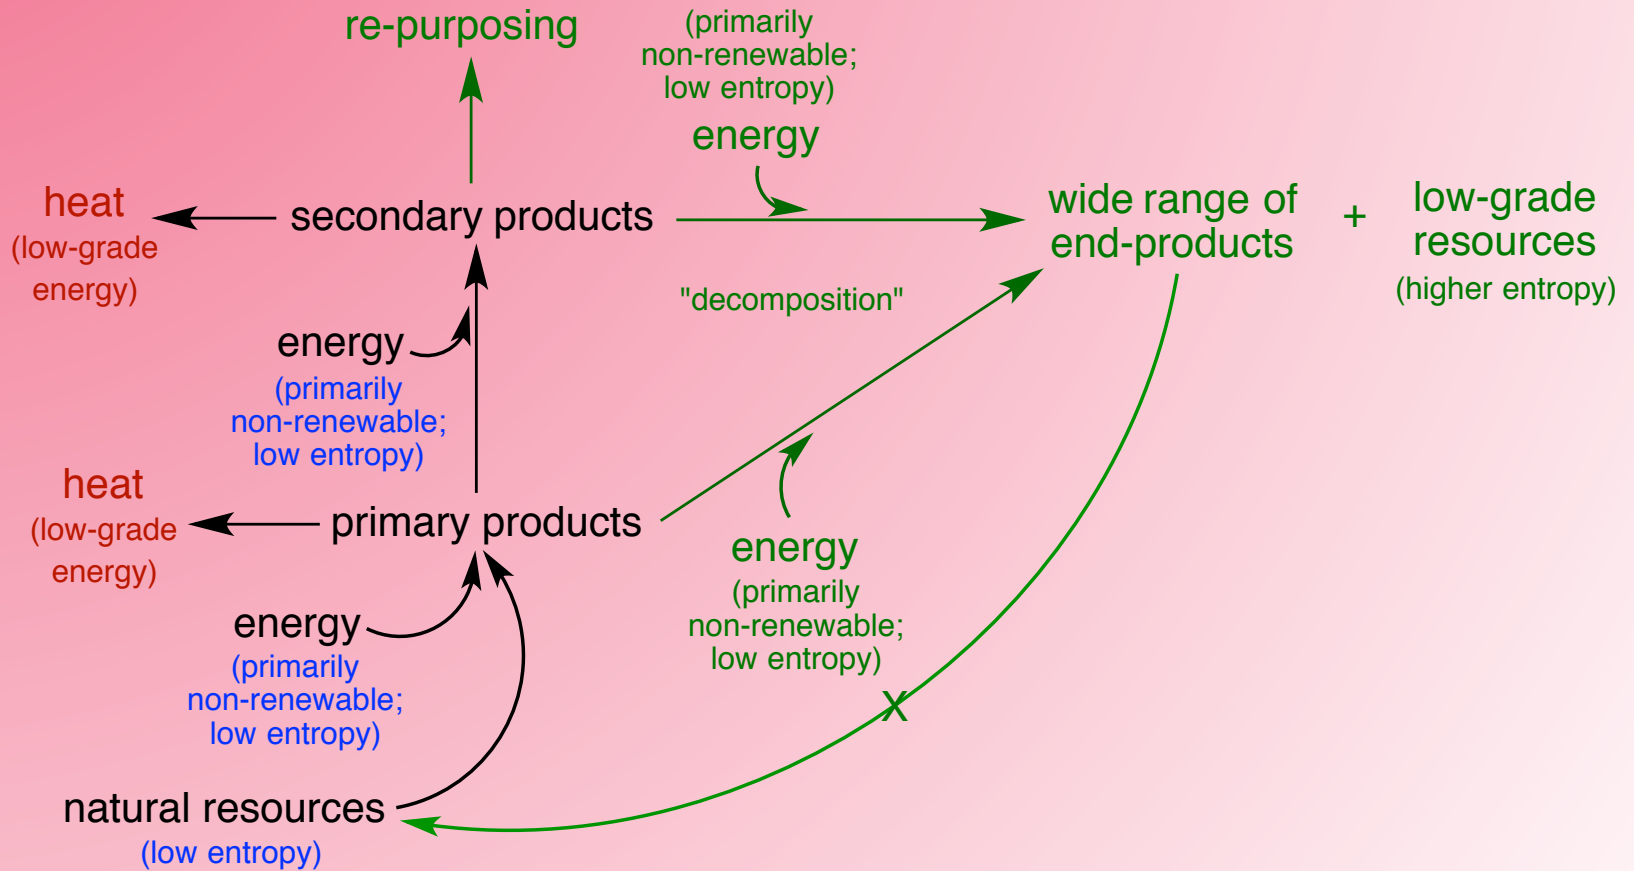 re-purposing
(primarily
non-renewable;
low entropy)
energy
heat
(low-grade
energy)
secondary products
wide range of
end-products
+
low-grade
resources
(higher entropy)
"decomposition"
energy
(primarily
non-renewable;
low entropy)
heat
(low-grade
energy)
primary products
energy
(primarily
non-renewable;
low entropy)
energy
(primarily
non-renewable;
low entropy)
X
natural resources
(low entropy)